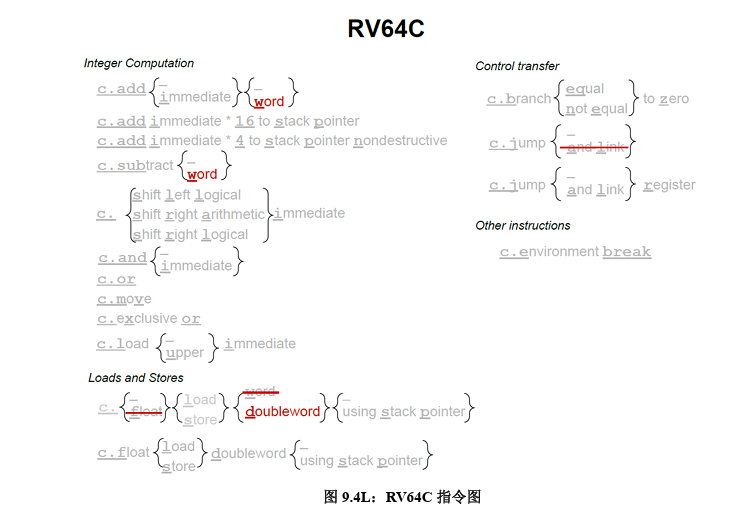 RV64C
Integer Computation
c.add { _ immediate } { _ word }
c.add immediate * 16 to stack pointer
c.add immediate * 4 to stack pointer nondestructive
c.subtract { _ word }
c. { shift left logical
shift right arithmetic
shift right logical } immediate
c.and { _ immediate }
c.or
c.move
c.exclusive or
c.load { _ upper } immediate
Loads and Stores
c. { _ float } { load store } { word doubleword } { _ using stack pointer }
c.float { load store } doubleword { _ using stack pointer }
Control transfer
c.branch { equal not equal } to zero
c.jump { _ and link }
c.jump { _ and link } register
Other instructions
c.environment break
图 9.4L：RV64C 指令图